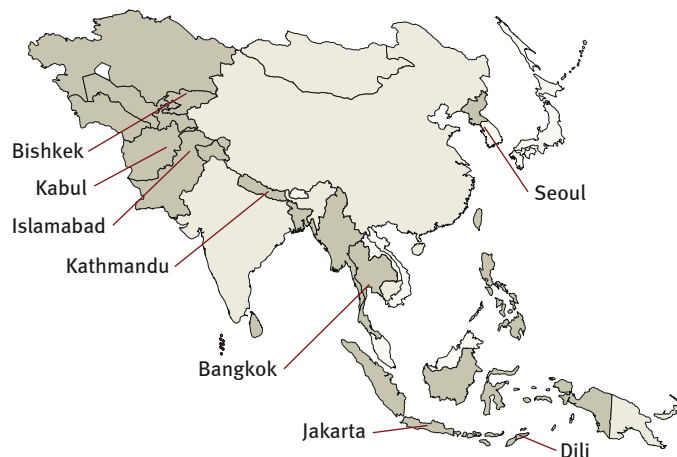 Bishkek
Kabul
Islamabad
Kathmandu
Seoul
Bangkok
Jakarta
Dili